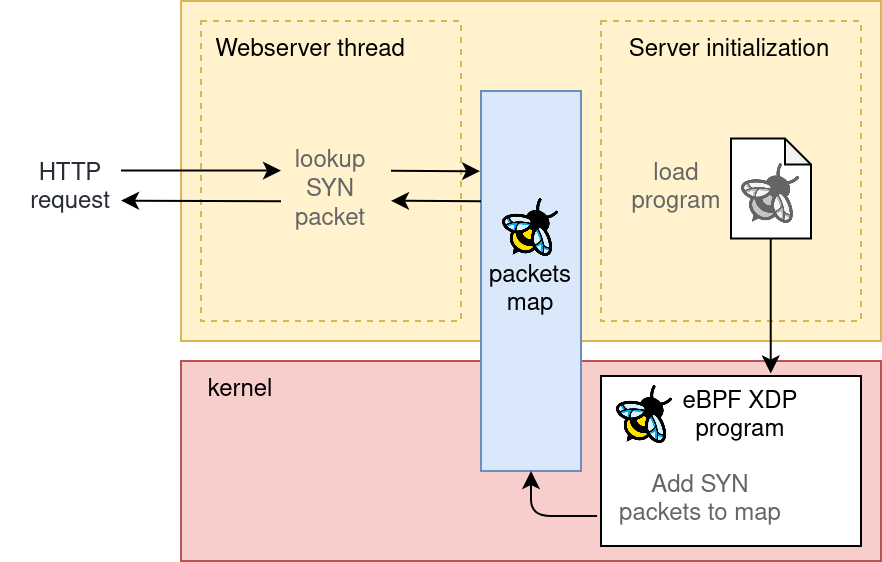 Webserver thread
Server initialization
HTTP
request
lookup
SYN
packet
load
program
packets
map
kernel
eBPF XDP
program
Add SYN
packets to map